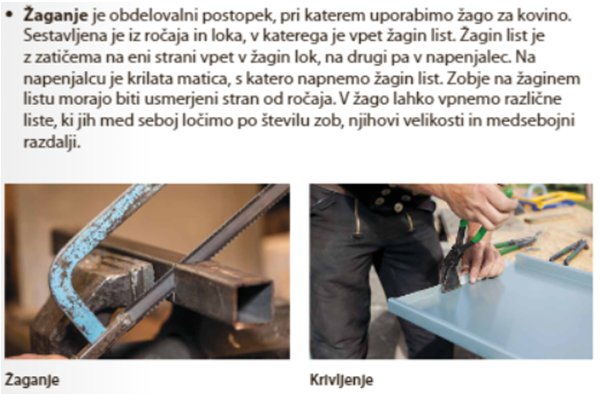 • Žaganje je obdelovalni postopek, pri katerem uporabimo žago za kovino.
Sestavljena je iz ročaja in loka, v katerega je vpet žagin list. Žagin list je
z zatičema na eni strani vpet v žagin lok, na drugi pa v napenjalec. Na
napenjalcu je krilata matica, s katero napnemo žagin list. Zobje na žaginem
listu morajo biti usmerjeni stran od ročaja. V žago lahko vpnemo različne
liste, ki jih med seboj ločimo po številu zob, njihovi velikosti in medsebojni
razdalji.
Žaganje
Krivljenje